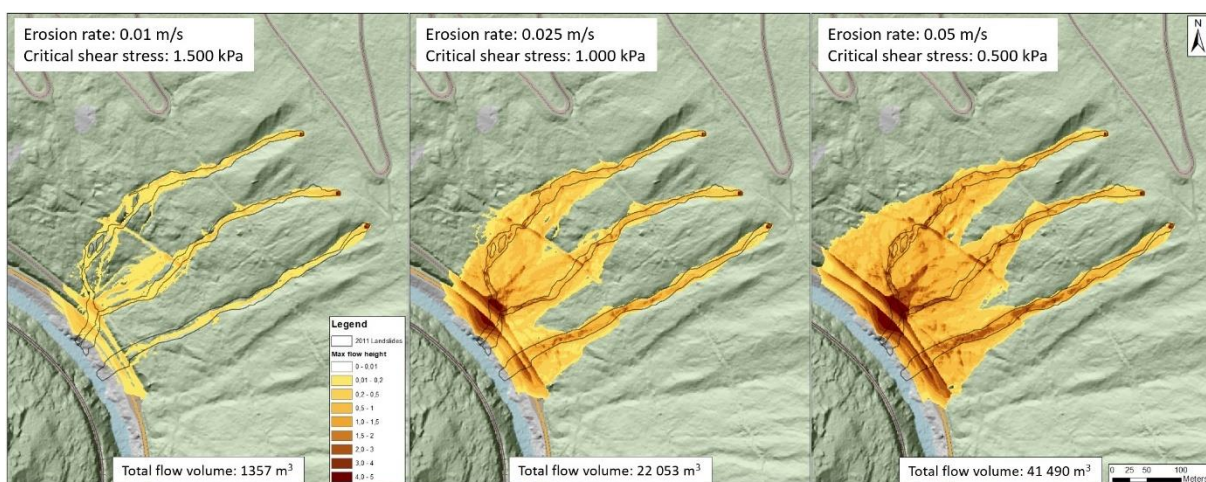 Erosion rate: 0.01 m/s
Critical shear stress: 1.500 kPa
Erosion rate: 0.025 m/s
Critical shear stress: 1.000 kPa
Erosion rate: 0.05 m/s
Critical shear stress: 0.500 kPa
N
Legend
2011 Landslides
Max flow height
0 - 0,01
0,01 - 0,2
0,2 - 0,5
0,5 - 1
1,0 - 1,5
1,5 - 2
2,0 - 3
3,0 - 4
4,0 - 5
Total flow volume: 1357 m³
Total flow volume: 22 053 m³
Total flow volume: 41 490 m³
0 25 50 100
Meters